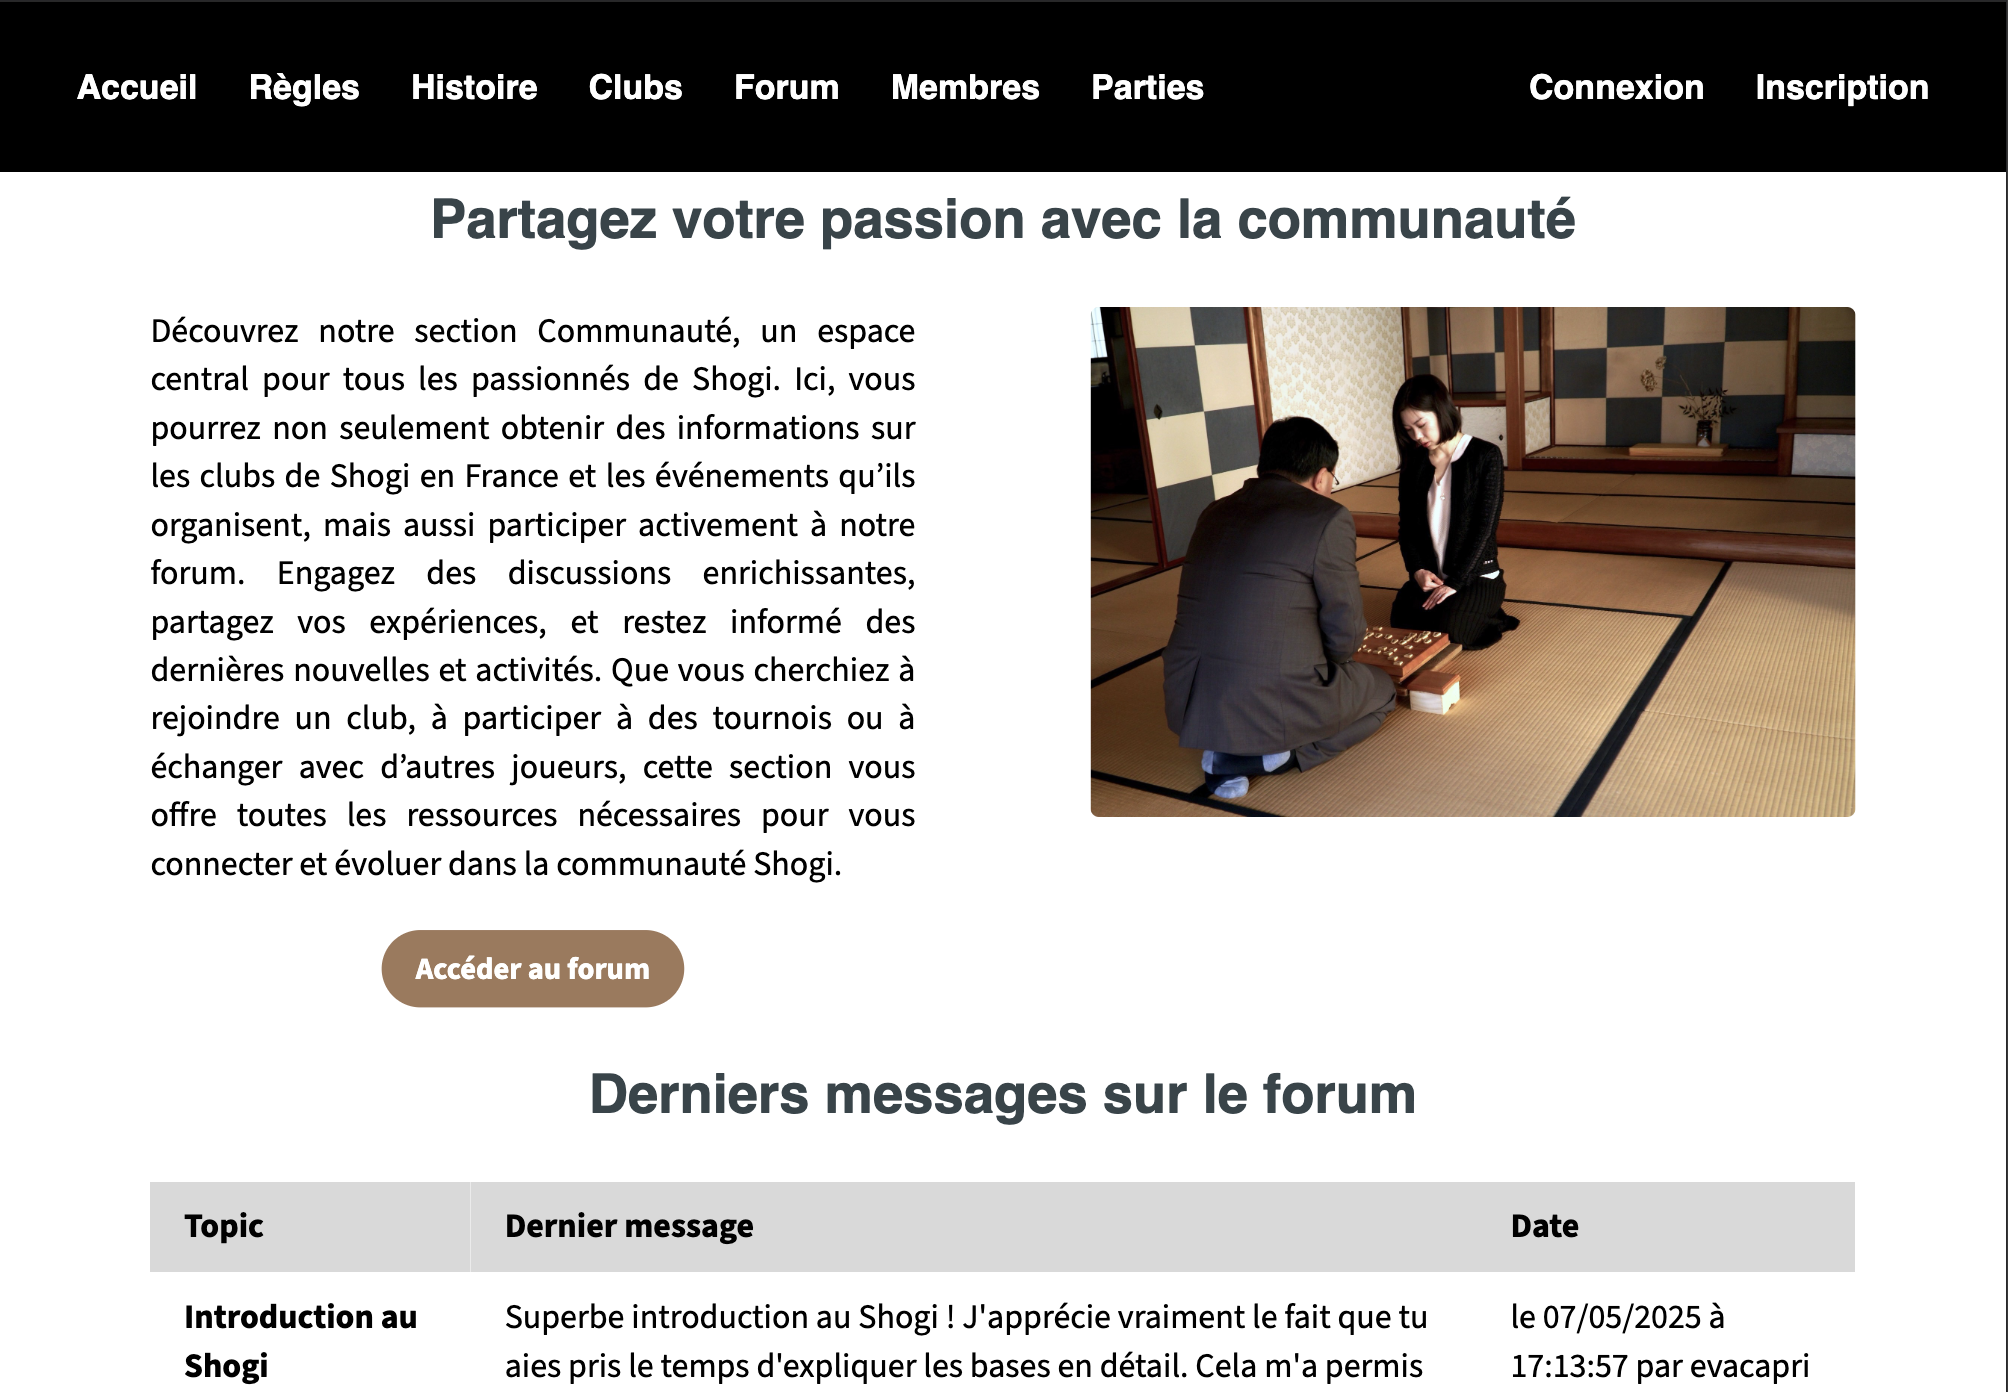 Accueil Règles Histoire Clubs Forum Membres Parties Connexion Inscription
Partagez votre passion avec la communauté
Découvrez notre section Communauté, un espace
central pour tous les passionnés de Shogi. Ici, vous
pourrez non seulement obtenir des informations sur
les clubs de Shogi en France et les événements qu’ils
organisent, mais aussi participer activement à notre
forum. Engagez des discussions enrichissantes,
partagez vos expériences, et restez informé des
dernières nouvelles et activités. Que vous cherchiez à
rejoindre un club, à participer à des tournois ou à
échanger avec d’autres joueurs, cette section vous
offre toutes les ressources nécessaires pour vous
connecter et évoluer dans la communauté Shogi.
Accéder au forum
Derniers messages sur le forum
Topic Dernier message Date
Introduction au Superbe introduction au Shogi ! J'apprécie vraiment le fait que tu le 07/05/2025 à
Shogi aies pris le temps d'expliquer les bases en détail. Cela m'a permis 17:13:57 par evacapri